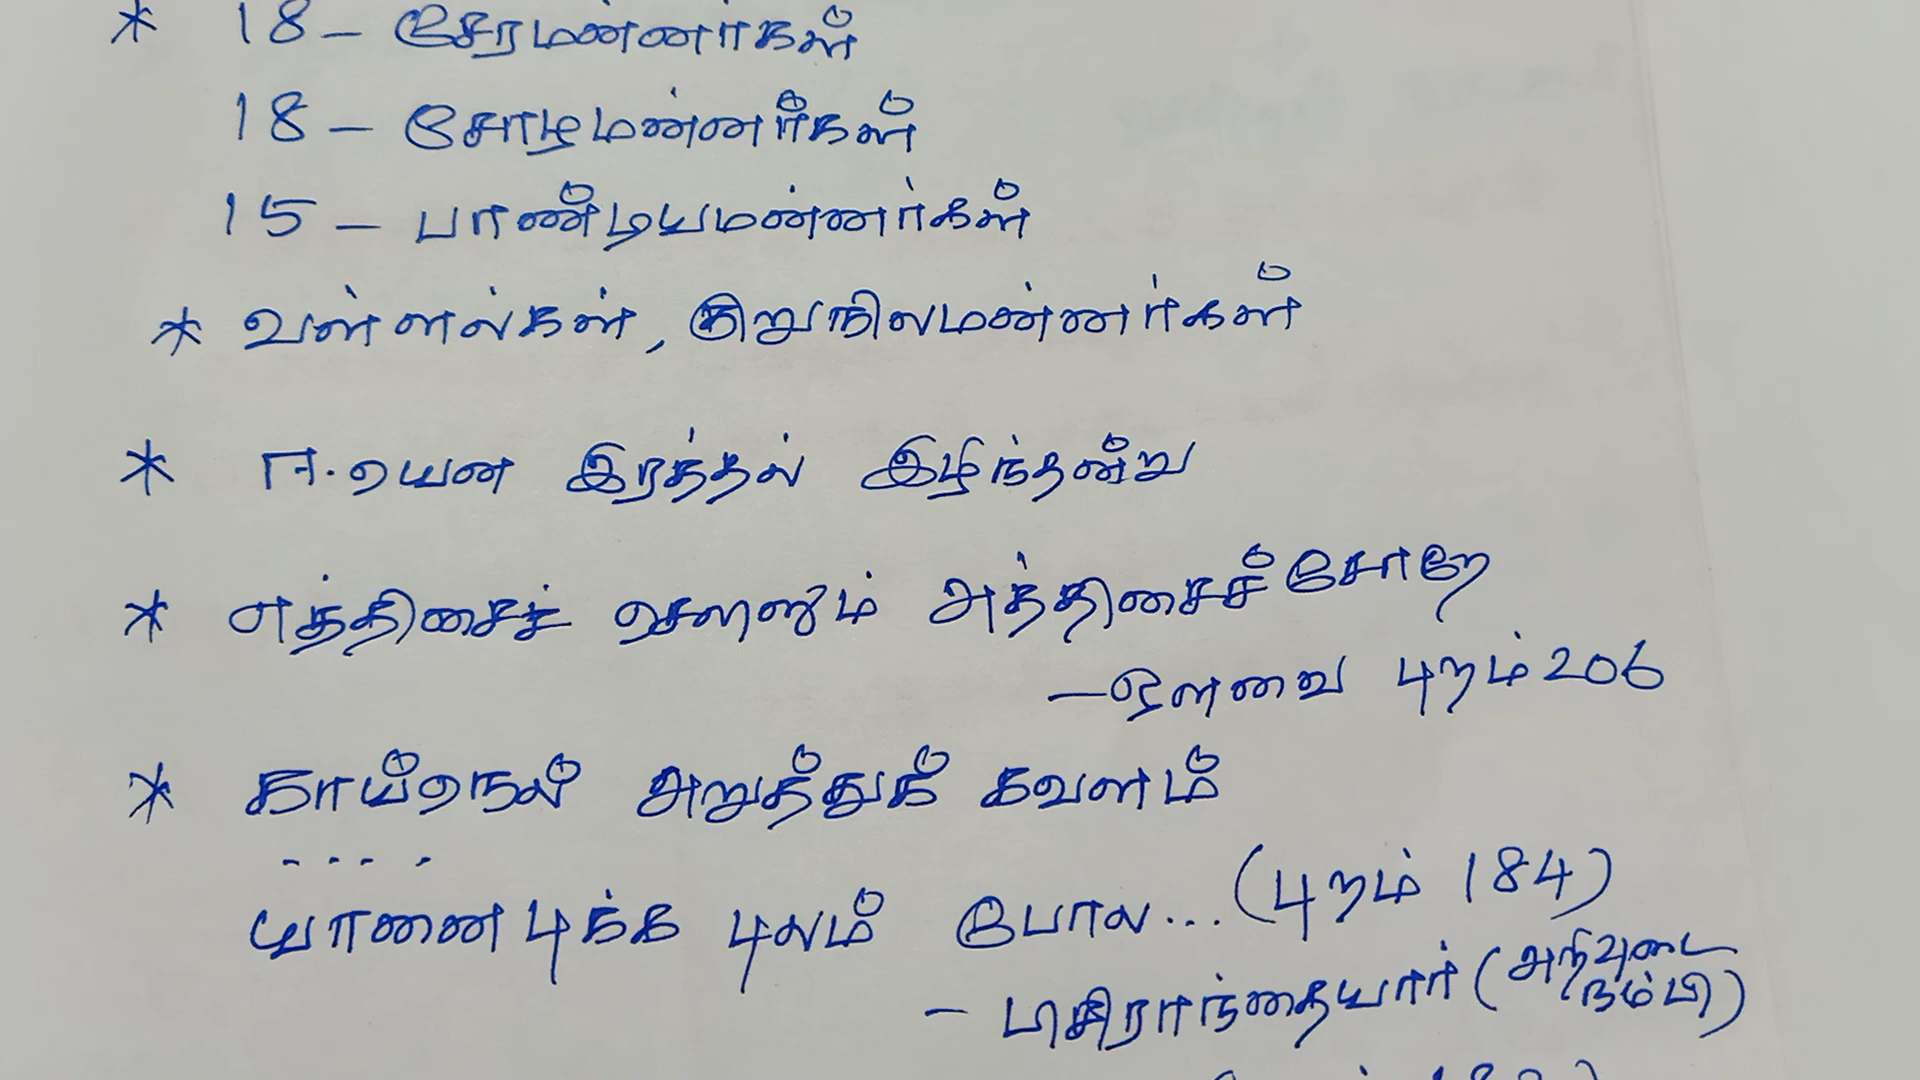 * 18 – சேரமன்னர்கள்
18 – சோழமன்னர்கள்
15 – பாண்டியமன்னர்கள்
* வள்ளல்கள், குறுநிலமன்னர்கள்
* ஈ.யென இரத்தல் இழிந்தன்று
* எத்திசைச் செலினும் அத்திசைச்சோறே
– ஔவை புறம் 206
* காய்நெல் அறுத்துக் கவளம்
- - - -
யானைபுக்க புலம் போல... (புறம் 184)
– பிசிராந்தையார் (அறிவுடை
நம்பி)